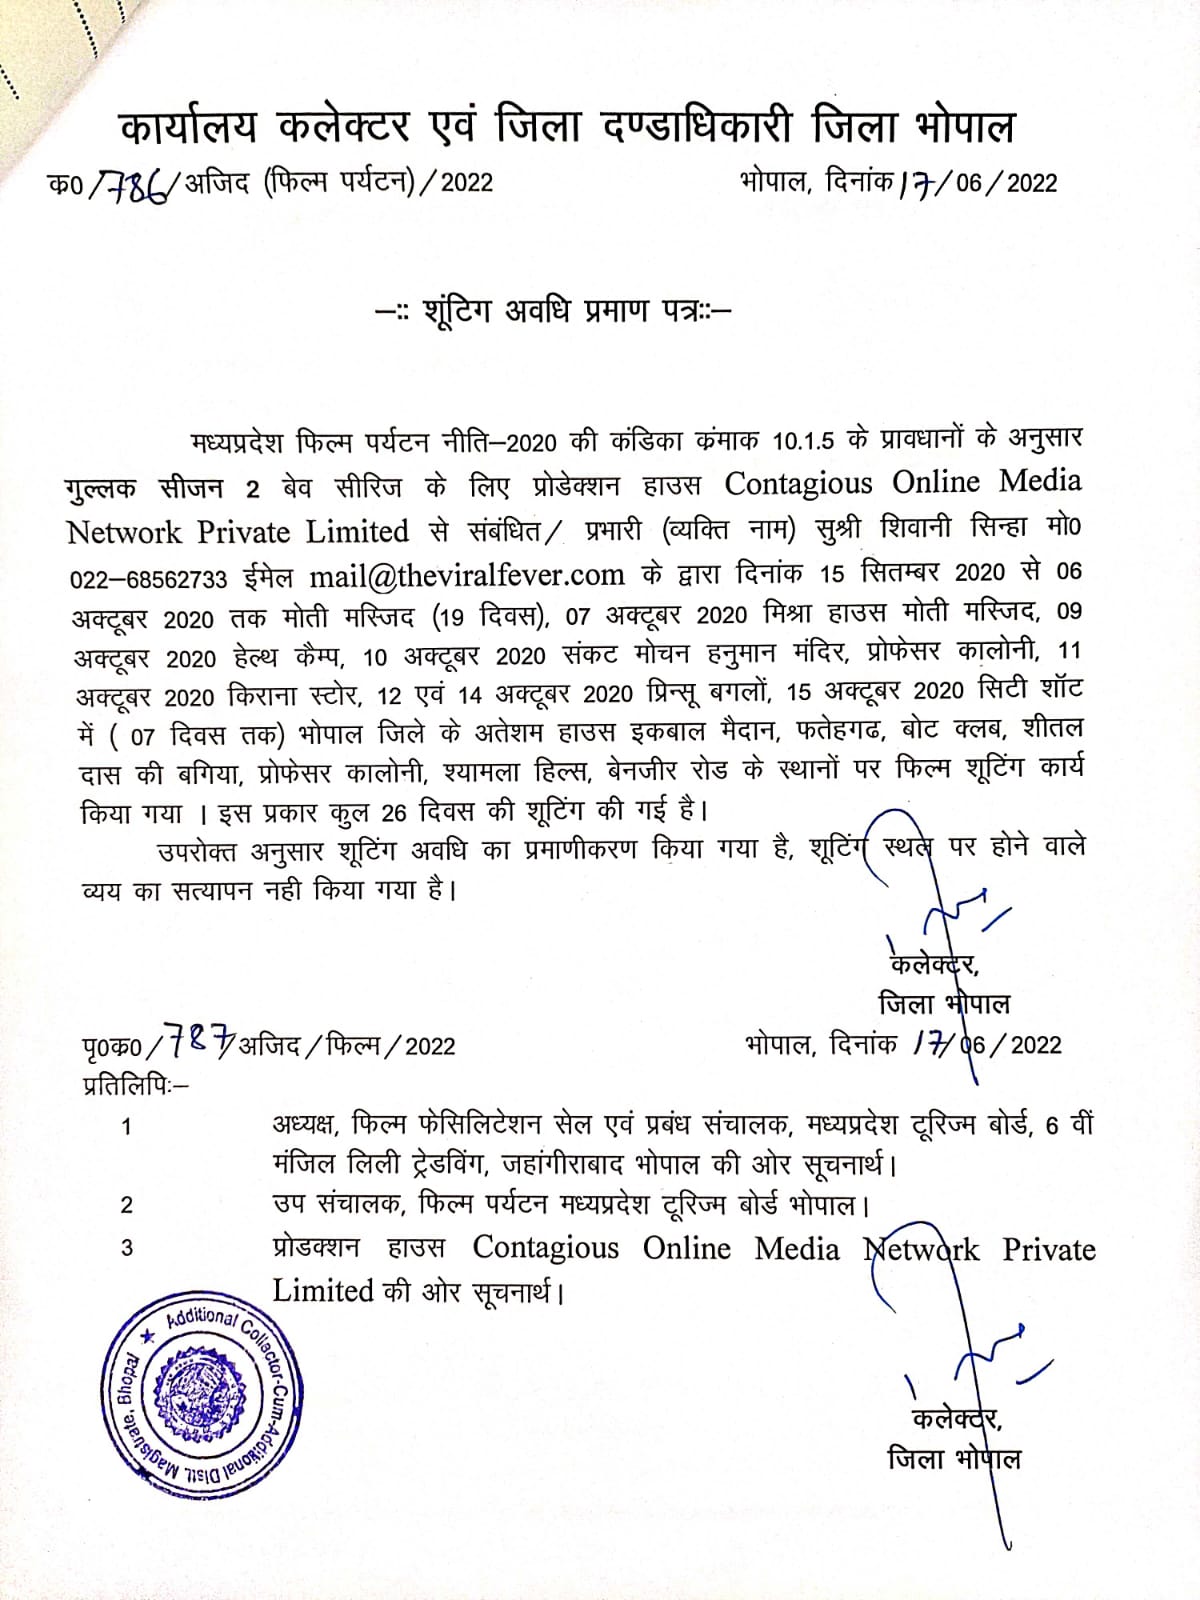 कार्यालय कलेक्टर एवं जिला दण्डाधिकारी जिला भोपाल
क0/786/अजिद (फिल्म पर्यटन)/2022 भोपाल, दिनांक 17/06/2022
–:: शूंटिग अवधि प्रमाण पत्र::–
मध्यप्रदेश फिल्म पर्यटन नीति–2020 की कंडिका क्रंमाक 10.1.5 के प्रावधानों के अनुसार
गुल्लक सीजन 2 बेव सीरिज के लिए प्रोडेक्शन हाउस Contagious Online Media
Network Private Limited से संबंधित/ प्रभारी (व्यक्ति नाम) सुश्री शिवानी सिन्हा मो0
022–68562733 ईमेल mail@theviralfever.com के द्वारा दिनांक 15 सितम्बर 2020 से 06
अक्टूबर 2020 तक मोती मस्जिद (19 दिवस), 07 अक्टूबर 2020 मिश्रा हाउस मोती मस्जिद, 09
अक्टूबर 2020 हेल्थ कैम्प, 10 अक्टूबर 2020 संकट मोचन हनुमान मंदिर, प्रोफेसर कालोनी, 11
अक्टूबर 2020 किराना स्टोर, 12 एवं 14 अक्टूबर 2020 प्रिन्सू बगलों, 15 अक्टूबर 2020 सिटी शॉट
में ( 07 दिवस तक) भोपाल जिले के अतेशम हाउस इकबाल मैदान, फतेहगढ, बोट क्लब, शीतल
दास की बगिया, प्रोफेसर कालोनी, श्यामला हिल्स, बेनजीर रोड के स्थानों पर फिल्म शूटिंग कार्य
किया गया । इस प्रकार कुल 26 दिवस की शूटिंग की गई है।
उपरोक्त अनुसार शूटिंग अवधि का प्रमाणीकरण किया गया है, शूटिंग स्थल पर होने वाले
व्यय का सत्यापन नही किया गया है।
कलेक्टर,
जिला भोपाल
पृ0क0/787/अजिद/फिल्म/2022 भोपाल, दिनांक 17/06/2022
प्रतिलिपिः–
1 अध्यक्ष, फिल्म फेसिलिटेशन सेल एवं प्रबंध संचालक, मध्यप्रदेश टूरिज्म बोर्ड, 6 वीं
मंजिल लिली ट्रेडविंग, जहांगीराबाद भोपाल की ओर सूचनार्थ।
2 उप संचालक, फिल्म पर्यटन मध्यप्रदेश टूरिज्म बोर्ड भोपाल।
3 प्रोडक्शन हाउस Contagious Online Media Network Private
Limited की ओर सूचनार्थ।
Additional Collector-Cum-Additional Distt. Magistrate, Bhopal
कलेक्टर,
जिला भोपाल